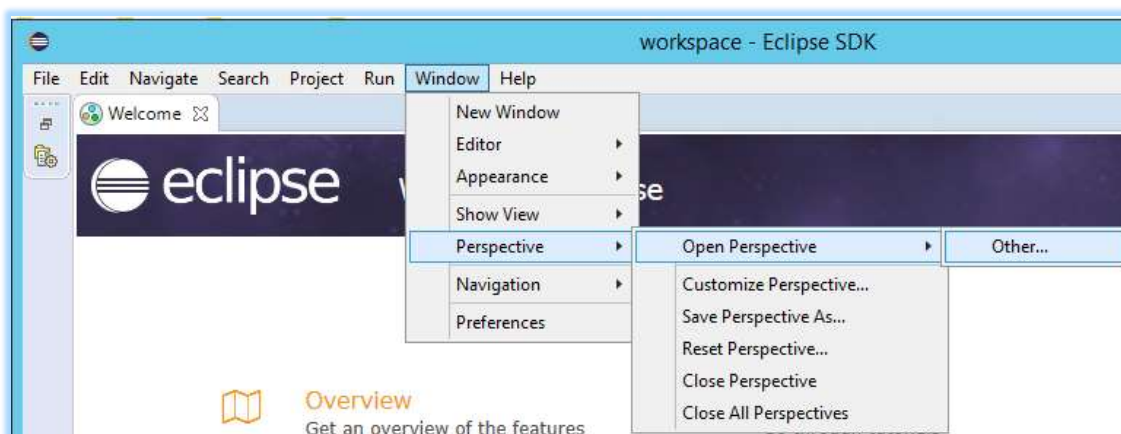 workspace - Eclipse SDK
File Edit Navigate Search Project Run Window Help
Welcome
New Window
Editor
Appearance
Show View
Perspective
Navigation
Preferences
eclipse
Open Perspective
Customize Perspective...
Save Perspective As...
Reset Perspective...
Close Perspective
Close All Perspectives
Other...
Overview
Get an overview of the features